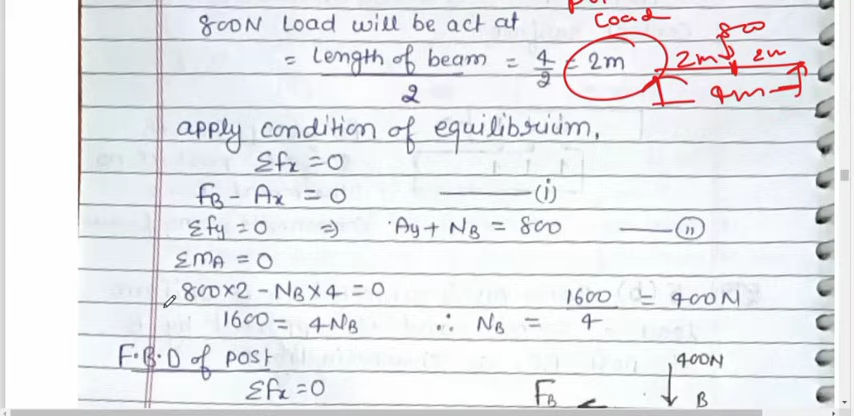 Load
800N Load will be act at
800
= Length of beam / 2 = 4/2 = 2m
2m 2m
4m
apply condition of equilibrium,
Σfx=0
FB - Ax = 0 ——— (i)
Σfy=0 ⇒ Ay + NB = 800 ——— (ii)
ΣmA=0
800×2 - NB×4=0
1600 = 4NB ∴ NB = 1600/4 = 400N
F.B.D of post
400N
Σfx=0 FB B